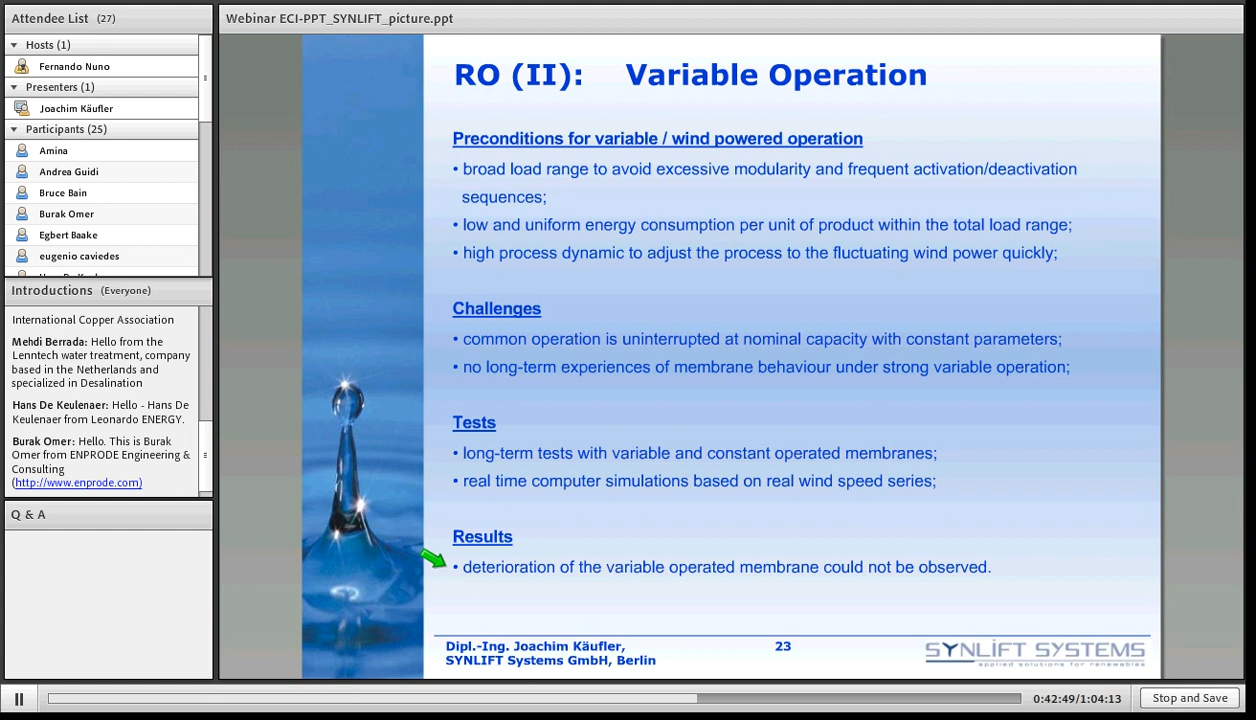 Attendee List (27)
Hosts (1)
Fernando Nuno
Presenters (1)
Joachim Käufler
Participants (25)
Amina
Andrea Guidi
Bruce Bain
Burak Omer
Egbert Baake
eugenio caviedes
Introductions (Everyone)
International Copper Association
Mehdi Berrada: Hello from the
Lenntech water treatment, company
based in the Netherlands and
specialized in Desalination
Hans De Keulenaer: Hello - Hans De
Keulenaer from Leonardo ENERGY.
Burak Omer: Hello. This is Burak
Omer from ENPRODE Engineering &
Consulting
(http://www.enprode.com)
Q & A
Webinar ECI-PPT_SYNLIFT_picture.ppt
RO (II): Variable Operation
Preconditions for variable / wind powered operation
• broad load range to avoid excessive modularity and frequent activation/deactivation
sequences;
• low and uniform energy consumption per unit of product within the total load range;
• high process dynamic to adjust the process to the fluctuating wind power quickly;
Challenges
• common operation is uninterrupted at nominal capacity with constant parameters;
• no long-term experiences of membrane behaviour under strong variable operation;
Tests
• long-term tests with variable and constant operated membranes;
• real time computer simulations based on real wind speed series;
Results
• deterioration of the variable operated membrane could not be observed.
Dipl.-Ing. Joachim Käufler,
SYNLIFT Systems GmbH, Berlin
23
SYNLIFT SYSTEMS
applied solutions for renewables
0:42:49/1:04:13
Stop and Save